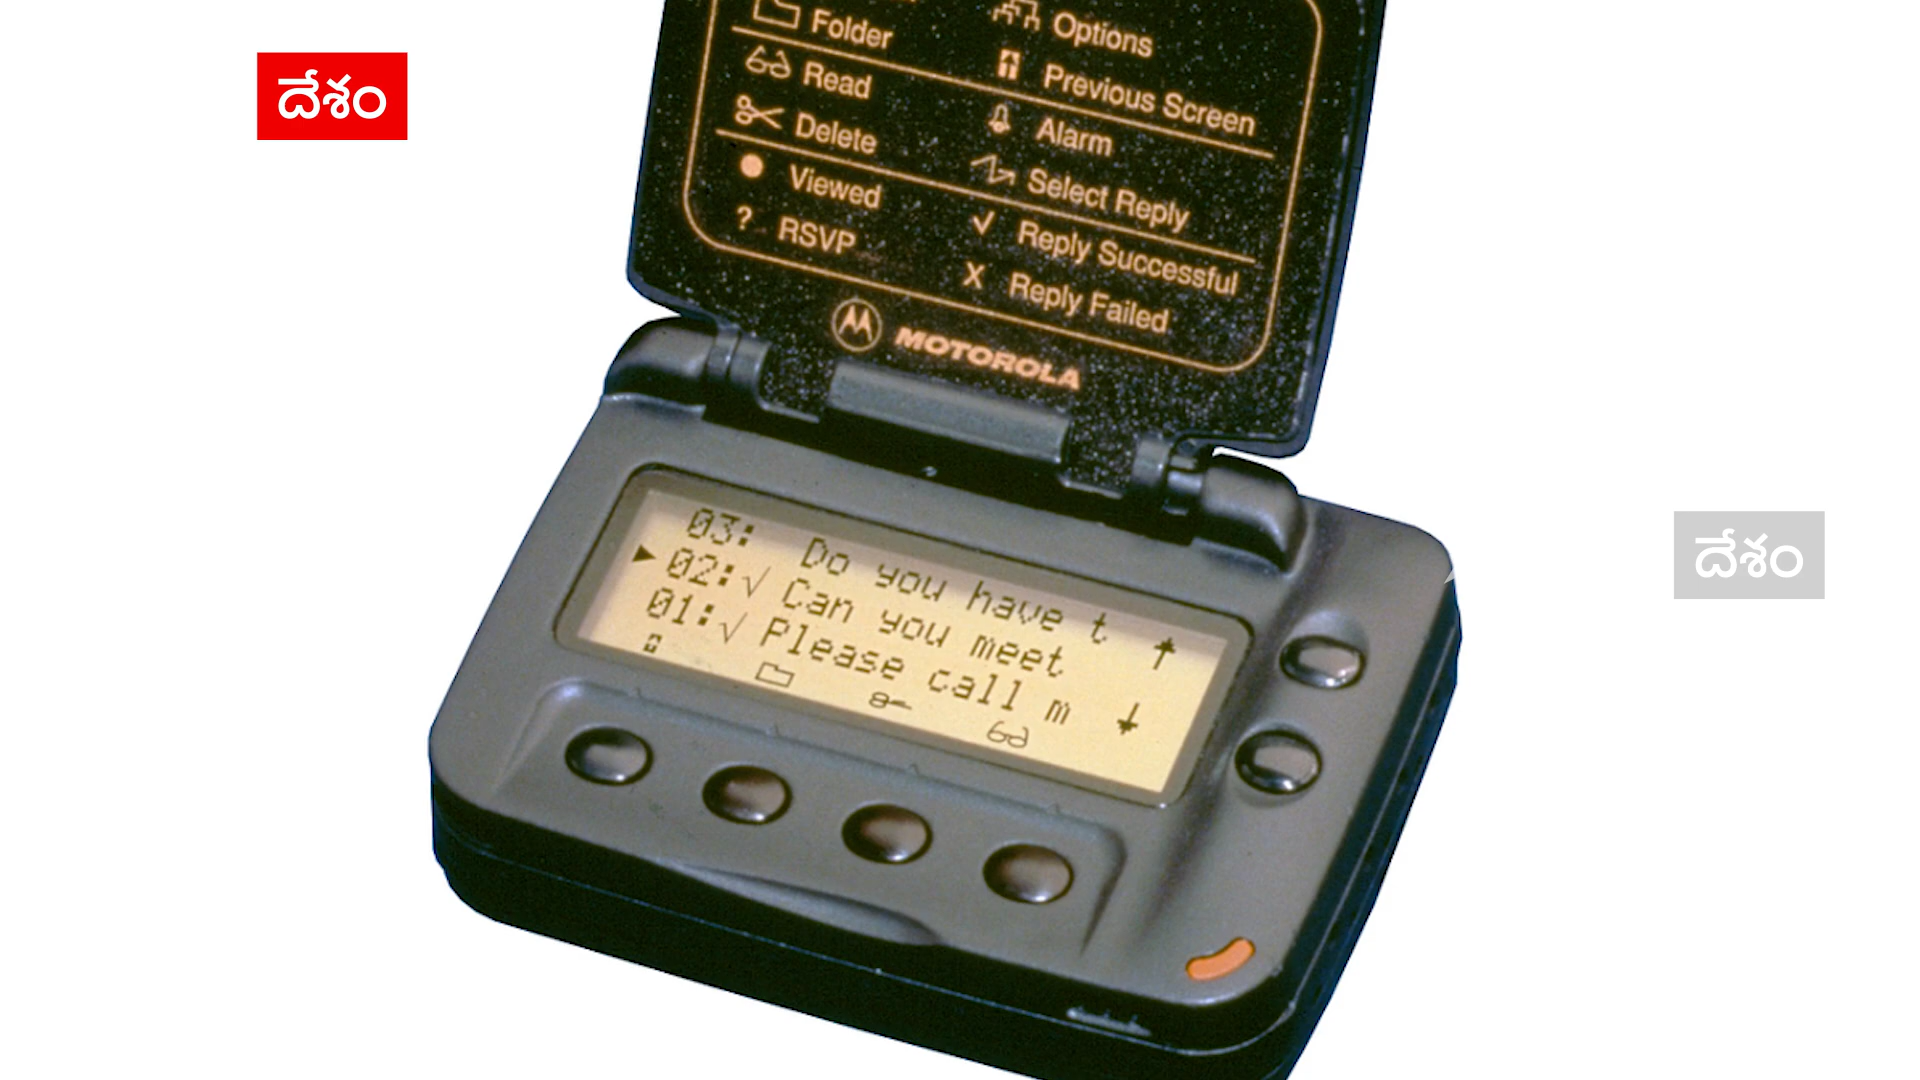 దేశం
Folder
Options
Read
Previous Screen
Delete
Alarm
Viewed
Select Reply
? RSVP
✓ Reply Successful
X Reply Failed
MOTOROLA
03: Do you have t
02:√ Can you meet
01:√ Please call m
దేశం